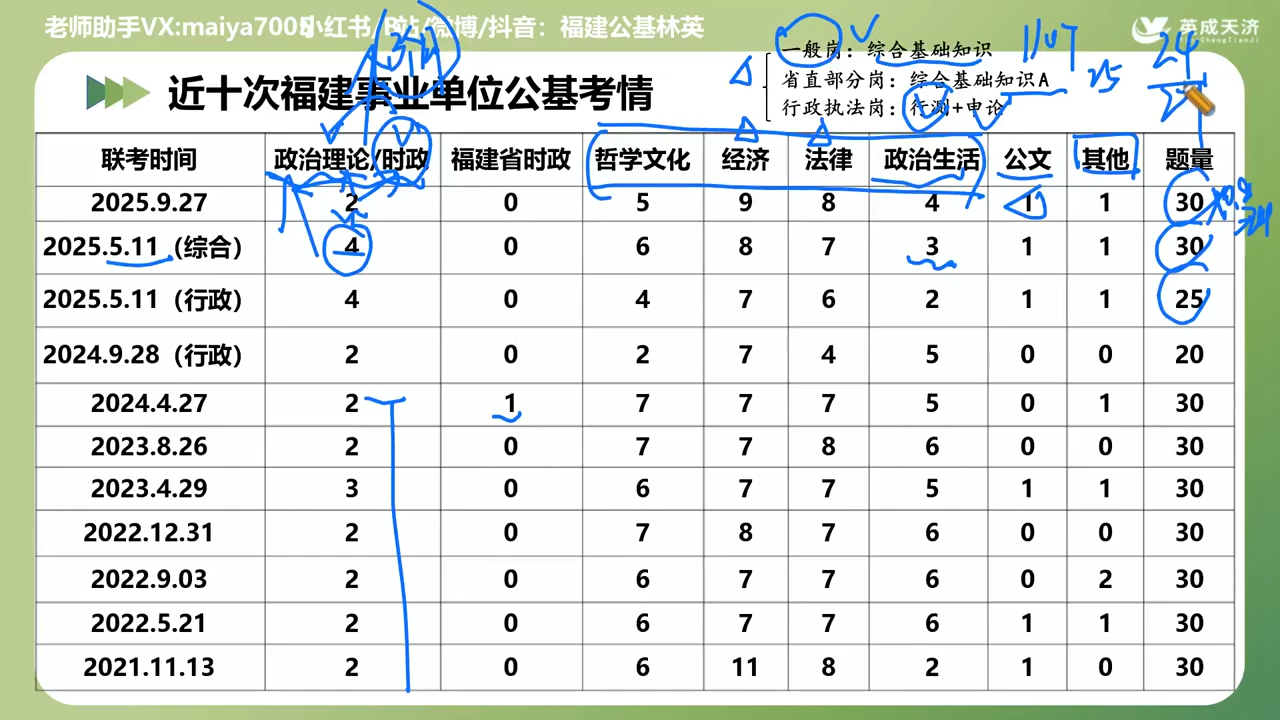 老师助手VX:maiya7005小红书/B站/微博/抖音：福建公基林英
英成天济
ChengTianJi
一般岗：综合基础知识
省直部分岗：综合基础知识A
行政执法岗：行测+申论
近十次福建事业单位公基考情
24
25
联考时间 政治理论/时政 福建省时政 哲学文化 经济 法律 政治生活 公文 其他 题量
2025.9.27 2 0 5 9 8 4 1 1 30
2025.5.11（综合） 4 0 6 8 7 3 1 1 30
2025.5.11（行政） 4 0 4 7 6 2 1 1 25
2024.9.28（行政） 2 0 2 7 4 5 0 0 20
2024.4.27 2 1 7 7 7 5 0 1 30
2023.8.26 2 0 7 7 8 6 0 0 30
2023.4.29 3 0 6 7 7 5 1 1 30
2022.12.31 2 0 7 8 7 6 0 0 30
2022.9.03 2 0 6 7 7 6 0 2 30
2022.5.21 2 0 6 7 7 6 1 1 30
2021.11.13 2 0 6 11 8 2 1 0 30